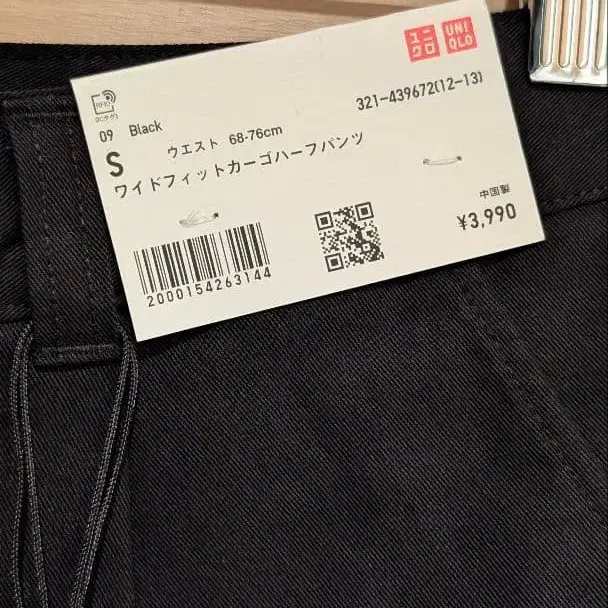 ユニ
クロ
UNI
QLO
RFID
(ICタグ)
321-439672(12-13)
09 Black
S ウエスト 68-76cm
ワイドフィットカーゴハーフパンツ
中国製
¥3,990
2000154263144